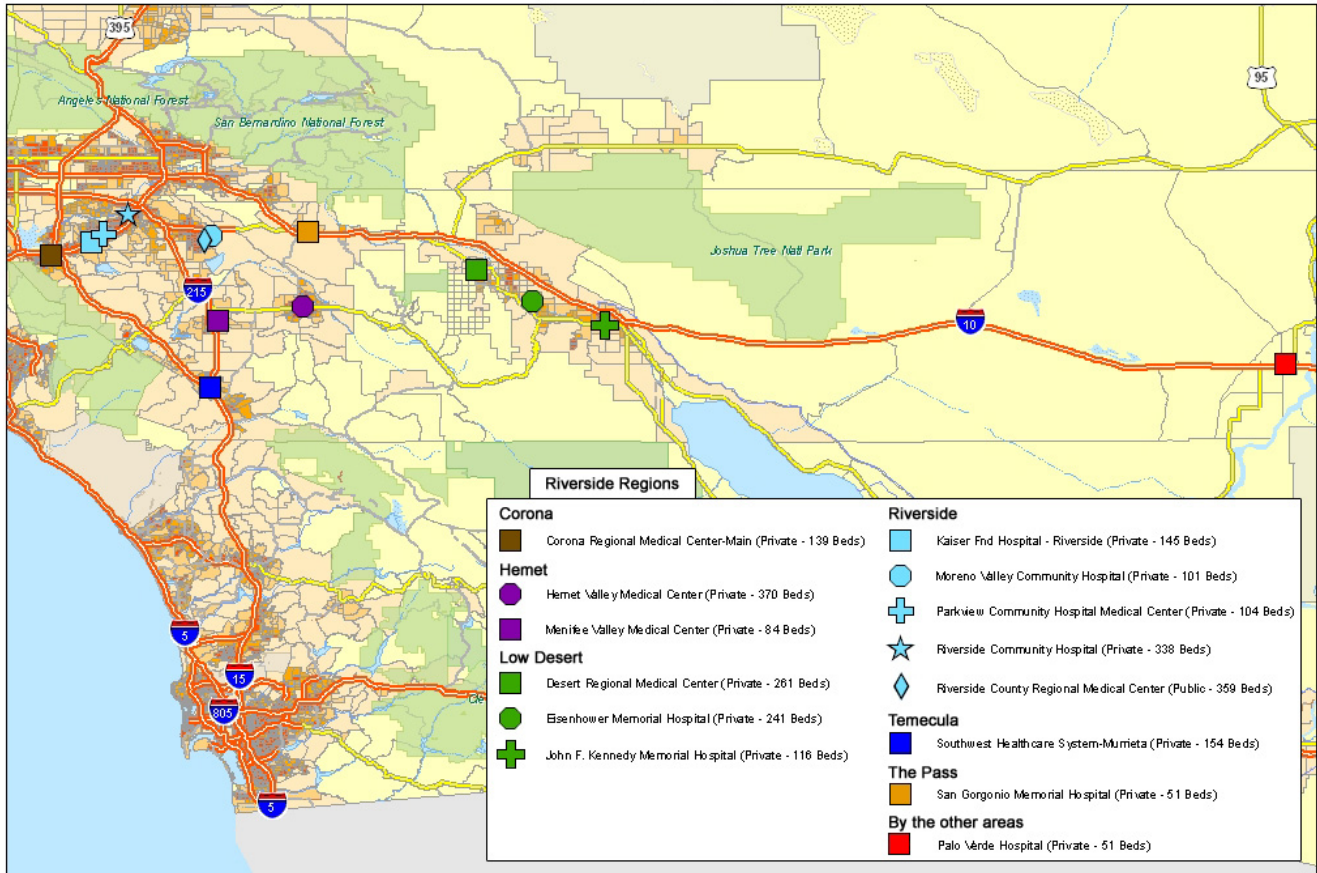 395
95
Angeles National Forest
San Bernardino National Forest
Joshua Tree Natl Park
215
10
5
15
805
5
Riverside Regions
Corona
Corona Regional Medical Center-Main (Private - 139 Beds)
Hemet
Hemet Valley Medical Center (Private - 370 Beds)
Menifee Valley Medical Center (Private - 84 Beds)
Low Desert
Desert Regional Medical Center (Private - 261 Beds)
Eisenhower Memorial Hospital (Private - 241 Beds)
John F. Kennedy Memorial Hospital (Private - 116 Beds)
Riverside
Kaiser Fnd Hospital - Riverside (Private - 145 Beds)
Moreno Valley Community Hospital (Private - 101 Beds)
Parkview Community Hospital Medical Center (Private - 104 Beds)
Riverside Community Hospital (Private - 338 Beds)
Riverside County Regional Medical Center (Public - 359 Beds)
Temecula
Southwest Healthcare System-Murrieta (Private - 154 Beds)
The Pass
San Gorgonio Memorial Hospital (Private - 51 Beds)
By the other areas
Palo Verde Hospital (Private - 51 Beds)